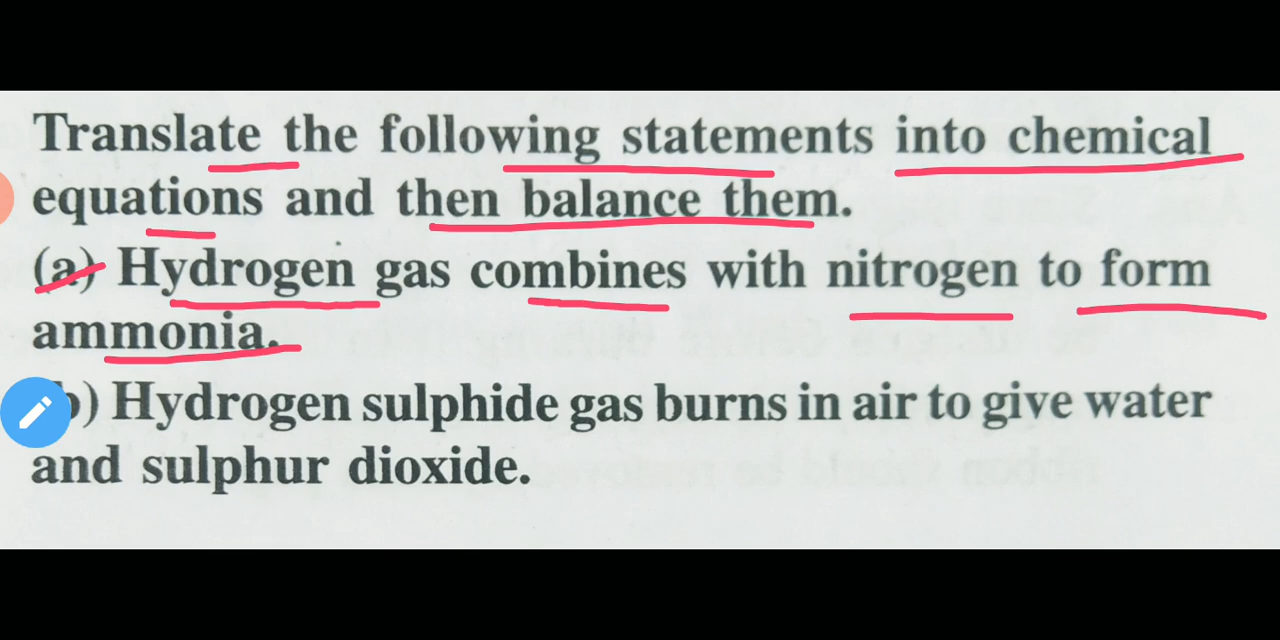 Translate the following statements into chemical
equations and then balance them.
(a) Hydrogen gas combines with nitrogen to form
ammonia.
b) Hydrogen sulphide gas burns in air to give water
and sulphur dioxide.